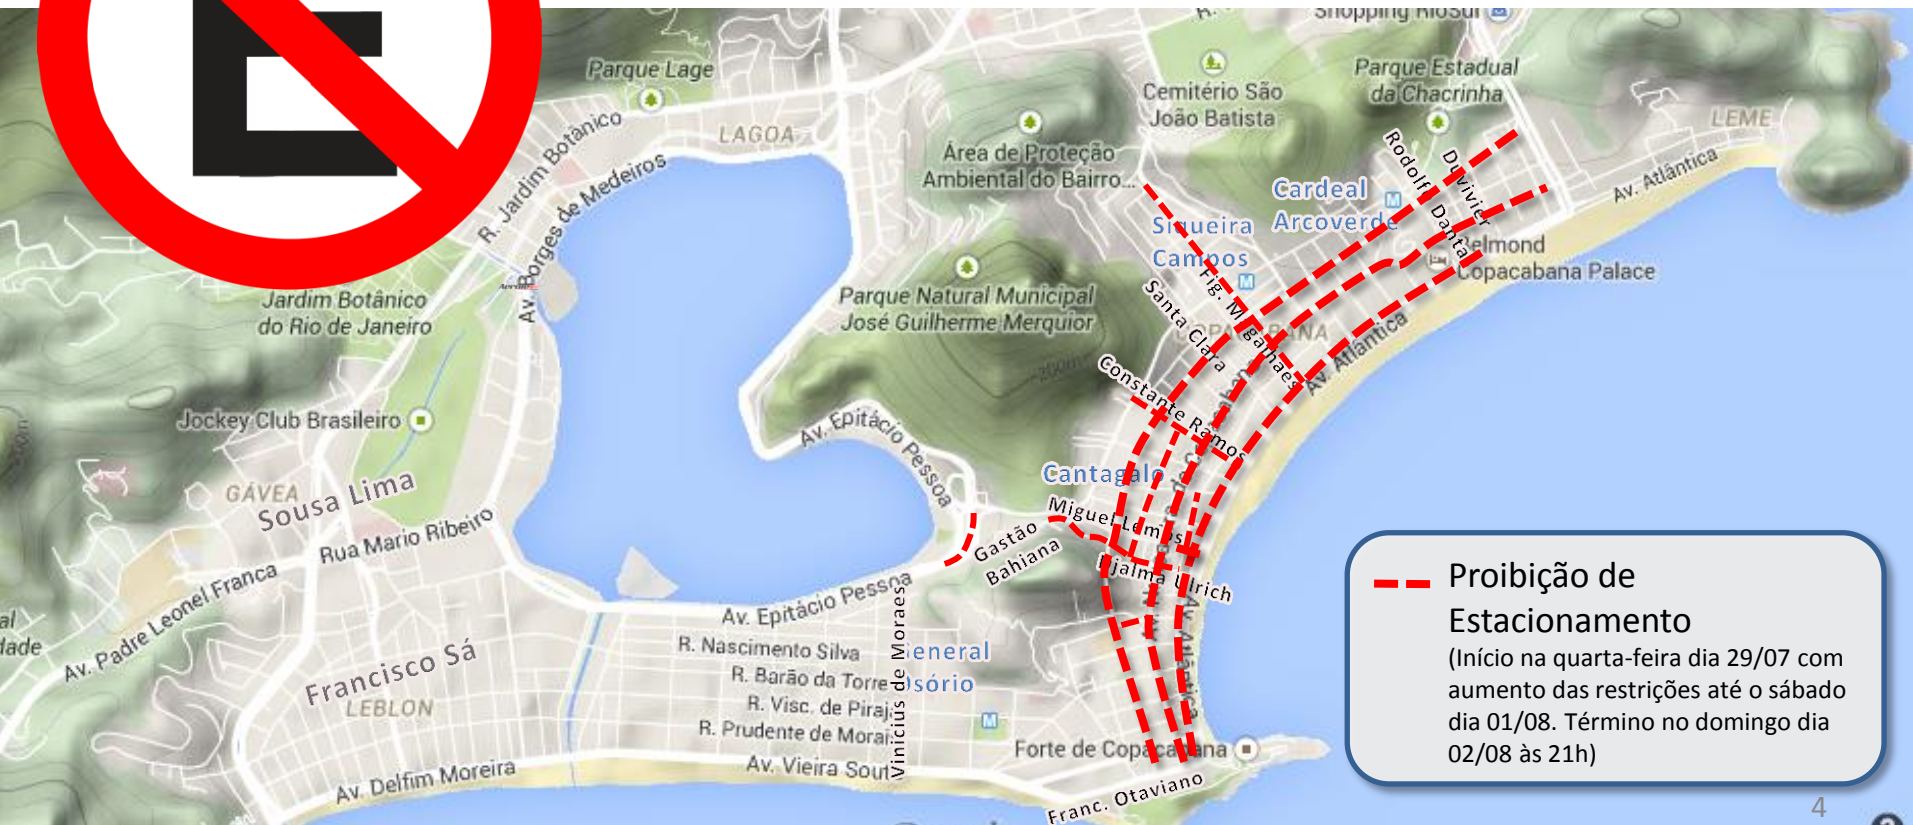 E
Shopping RioSul
Parque Lage
Cemitério São
João Batista
Parque Estadual
da Chacrinha
LEME
LAGOA
R. Jardim Botânico
Av. Borges de Medeiros
Área de Proteção
Ambiental do Bairro...
Cardeal
Arcoverde
Rodolfo Dantas
Duvivier
Av. Atlântica
Siqueira
Campos
Belmond
Copacabana Palace
Jardim Botânico
do Rio de Janeiro
Parque Natural Municipal
José Guilherme Merquior
Fig. Magalhaes
Santa Clara
COPACABANA
Av. Atlântica
Constante Ramos
Jockey Club Brasileiro
Av. Epitácio Pessoa
Cantagalo
GÁVEA
Sousa Lima
Rua Mario Ribeiro
Miguel Lemos
Gastão
Bahiana
Djalma Ulrich
Av. Padre Leonel Franca
Av. Epitácio Pessoa
R. Nascimento Silva
R. Barão da Torre
R. Visc. de Piraj
R. Prudente de Morai
Av. Vieira Sout
Vinicius de Moraes
General
Osório
Francisco Sá
LEBLON
Av. Delfim Moreira
Forte de Copacabana
Av. Atlântica
Franc. Otaviano
Proibição de
Estacionamento
(Início na quarta-feira dia 29/07 com
aumento das restrições até o sábado
dia 01/08. Término no domingo dia
02/08 às 21h)
4